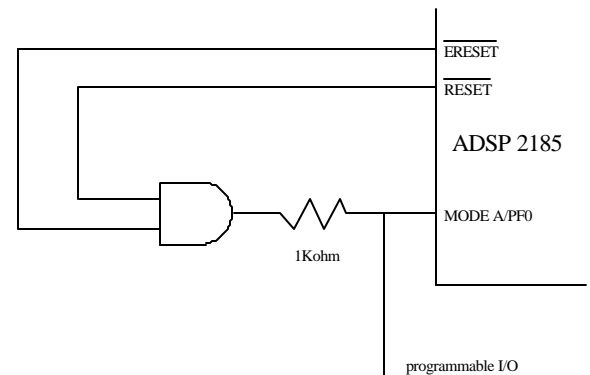 ERESET
RESET
ADSP 2185
MODE A/PF0
1Kohm
programmable I/O